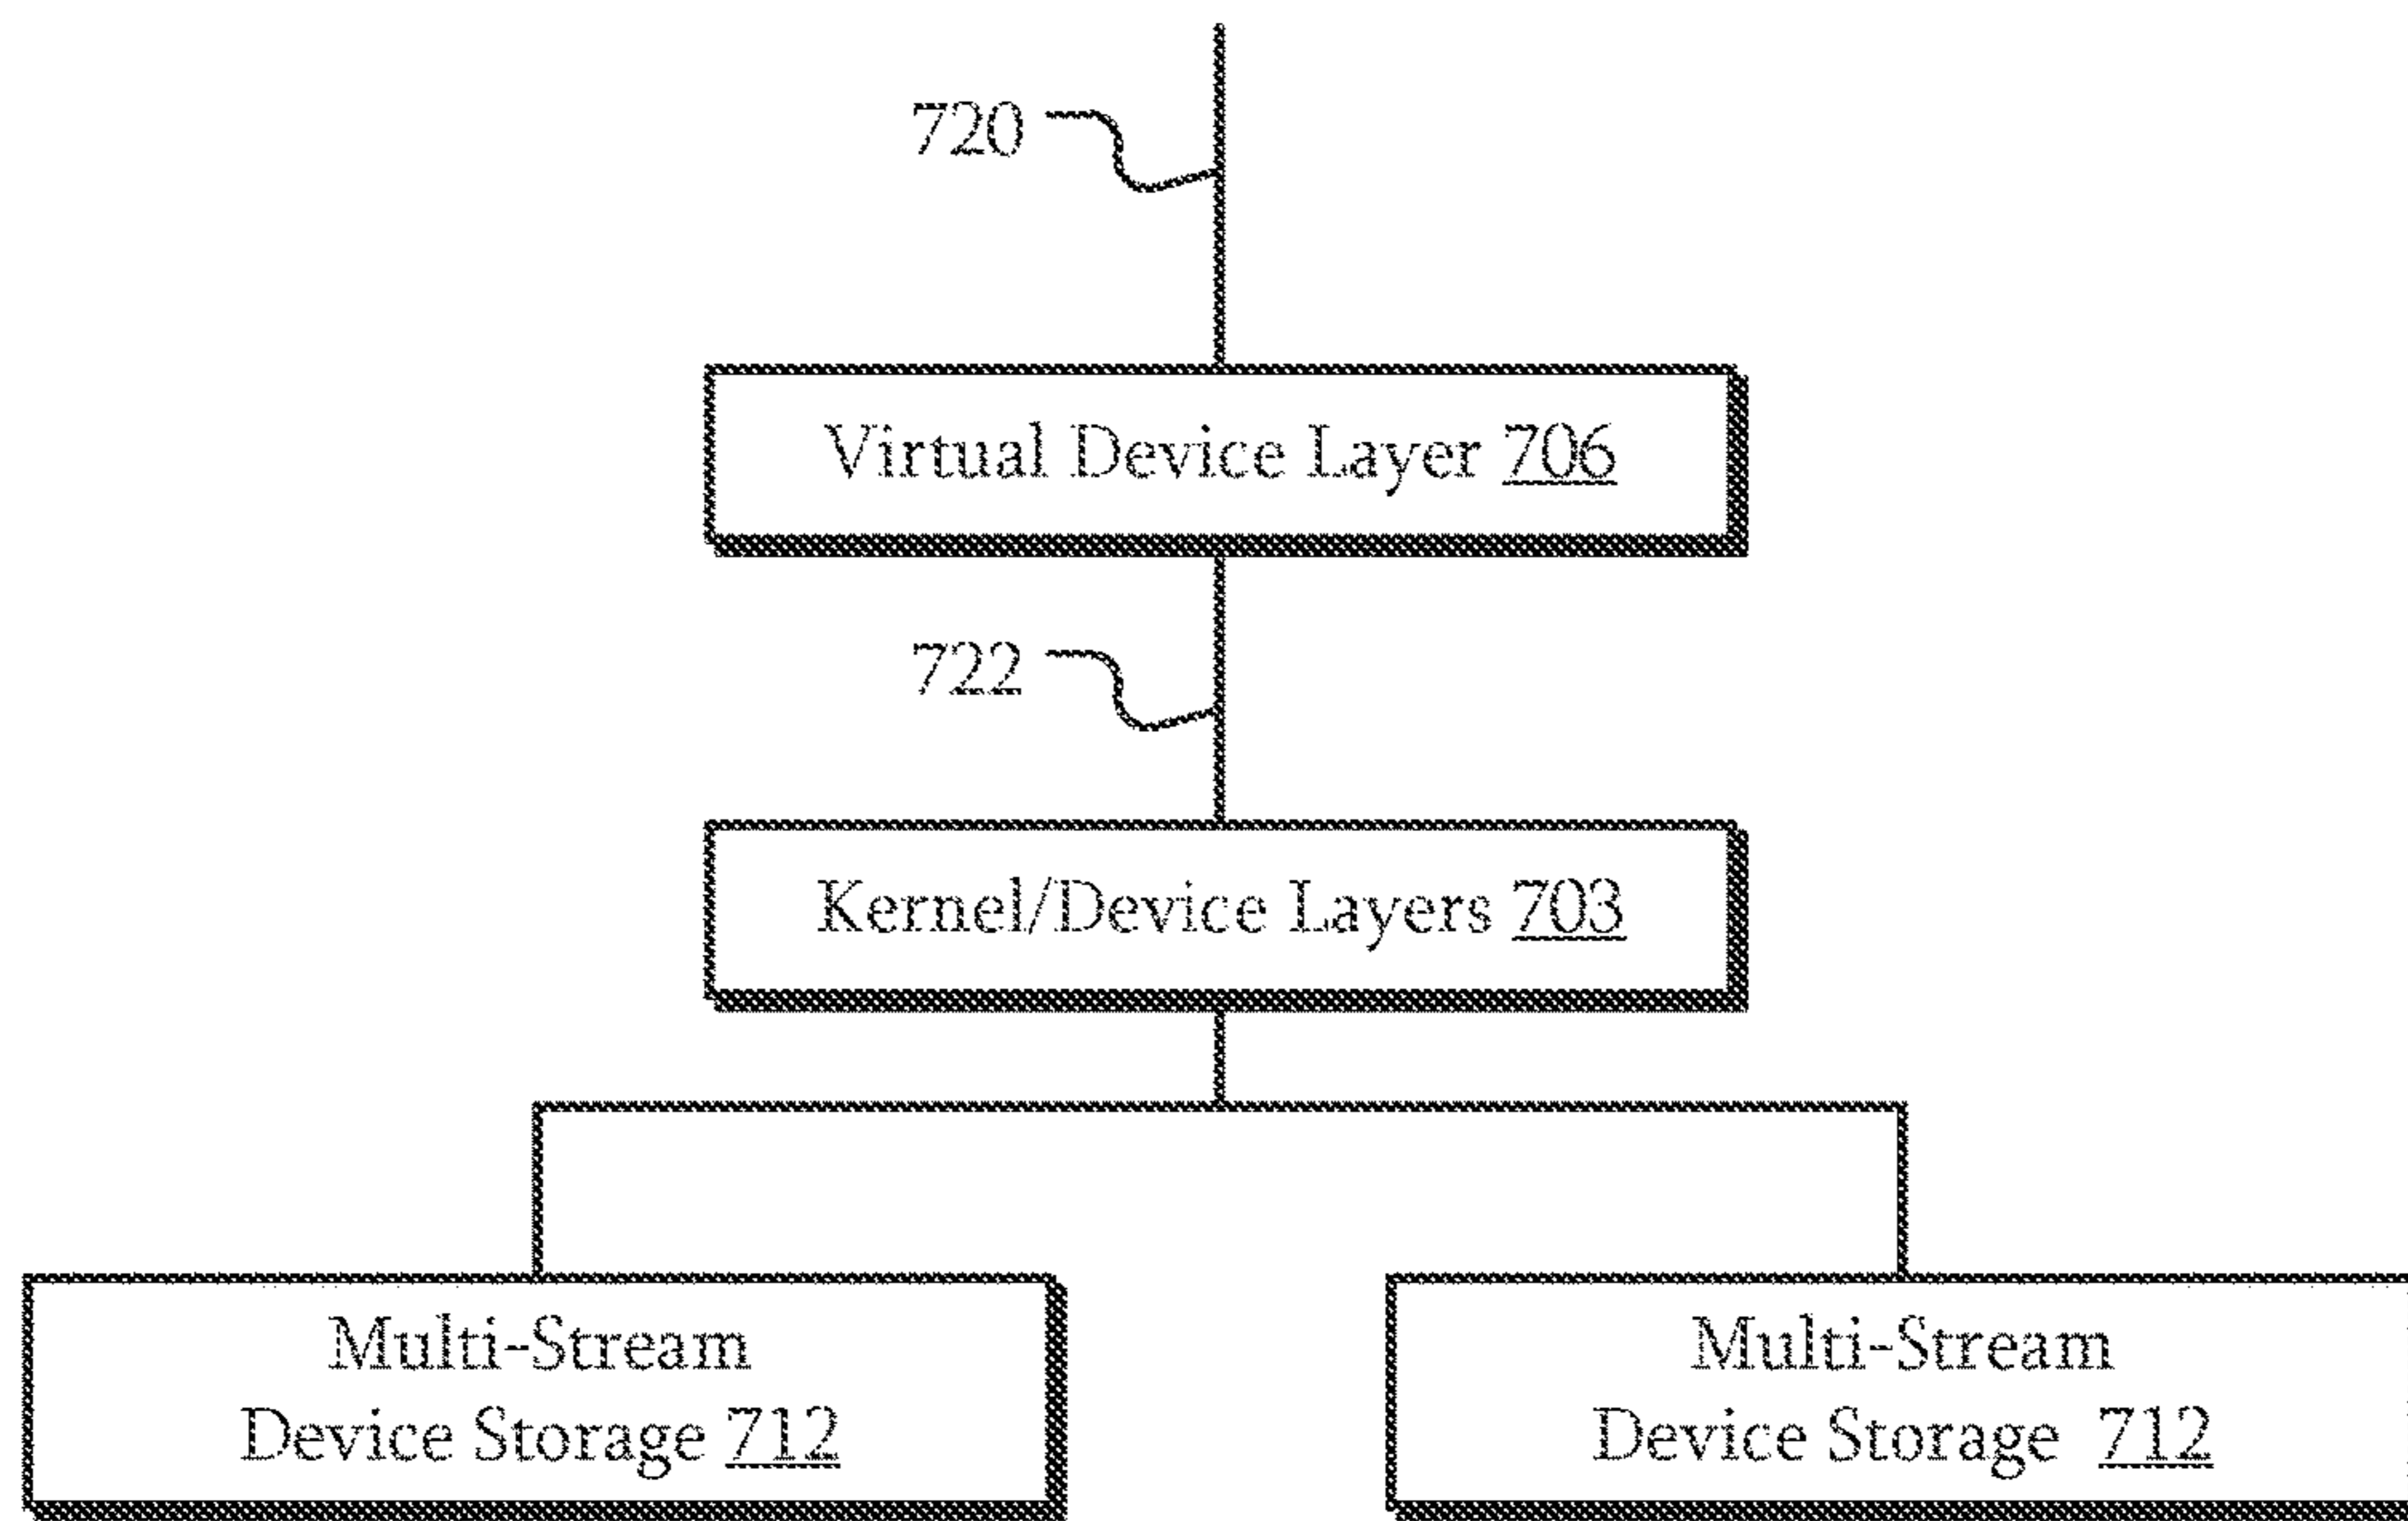 720
Virtual Device Layer 706
722
Kernel/Device Layers 703
Multi-Stream
Device Storage 712
Multi-Stream
Device Storage 712